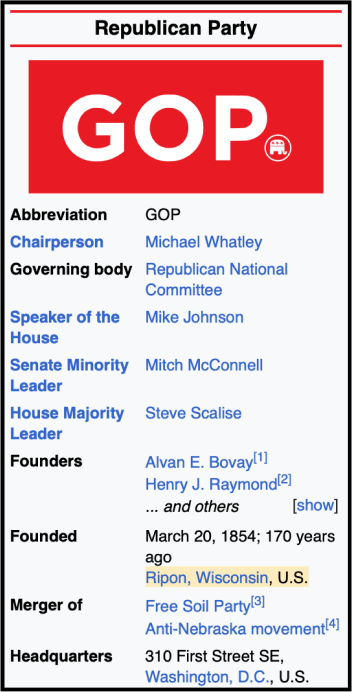 Republican Party
GOP
Abbreviation GOP
Chairperson Michael Whatley
Governing body Republican National
Committee
Speaker of the Mike Johnson
House
Senate Minority Mitch McConnell
Leader
House Majority Steve Scalise
Leader
Founders Alvan E. Bovay[1]
Henry J. Raymond[2]
... and others [show]
Founded March 20, 1854; 170 years
ago
Ripon, Wisconsin, U.S.
Merger of Free Soil Party[3]
Anti-Nebraska movement[4]
Headquarters 310 First Street SE,
Washington, D.C., U.S.